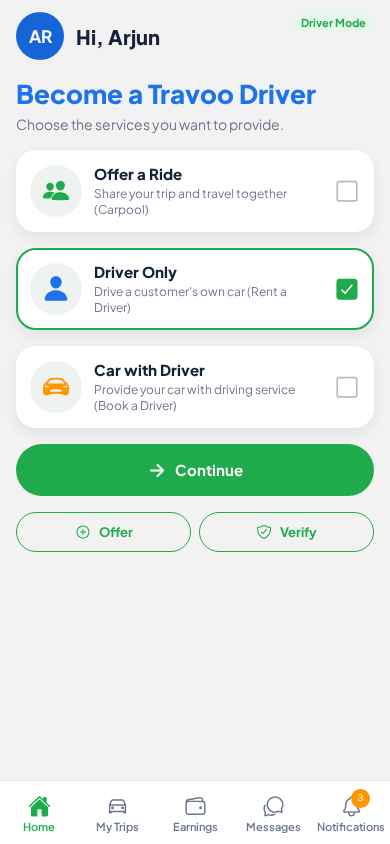 AR
Hi, Arjun
Driver Mode
Become a Travoo Driver
Choose the services you want to provide.
Offer a Ride
Share your trip and travel together
(Carpool)
Driver Only
Drive a customer's own car (Rent a
Driver)
Car with Driver
Provide your car with driving service
(Book a Driver)
Continue
Offer
Verify
3
Home
My Trips
Earnings
Messages
Notifications